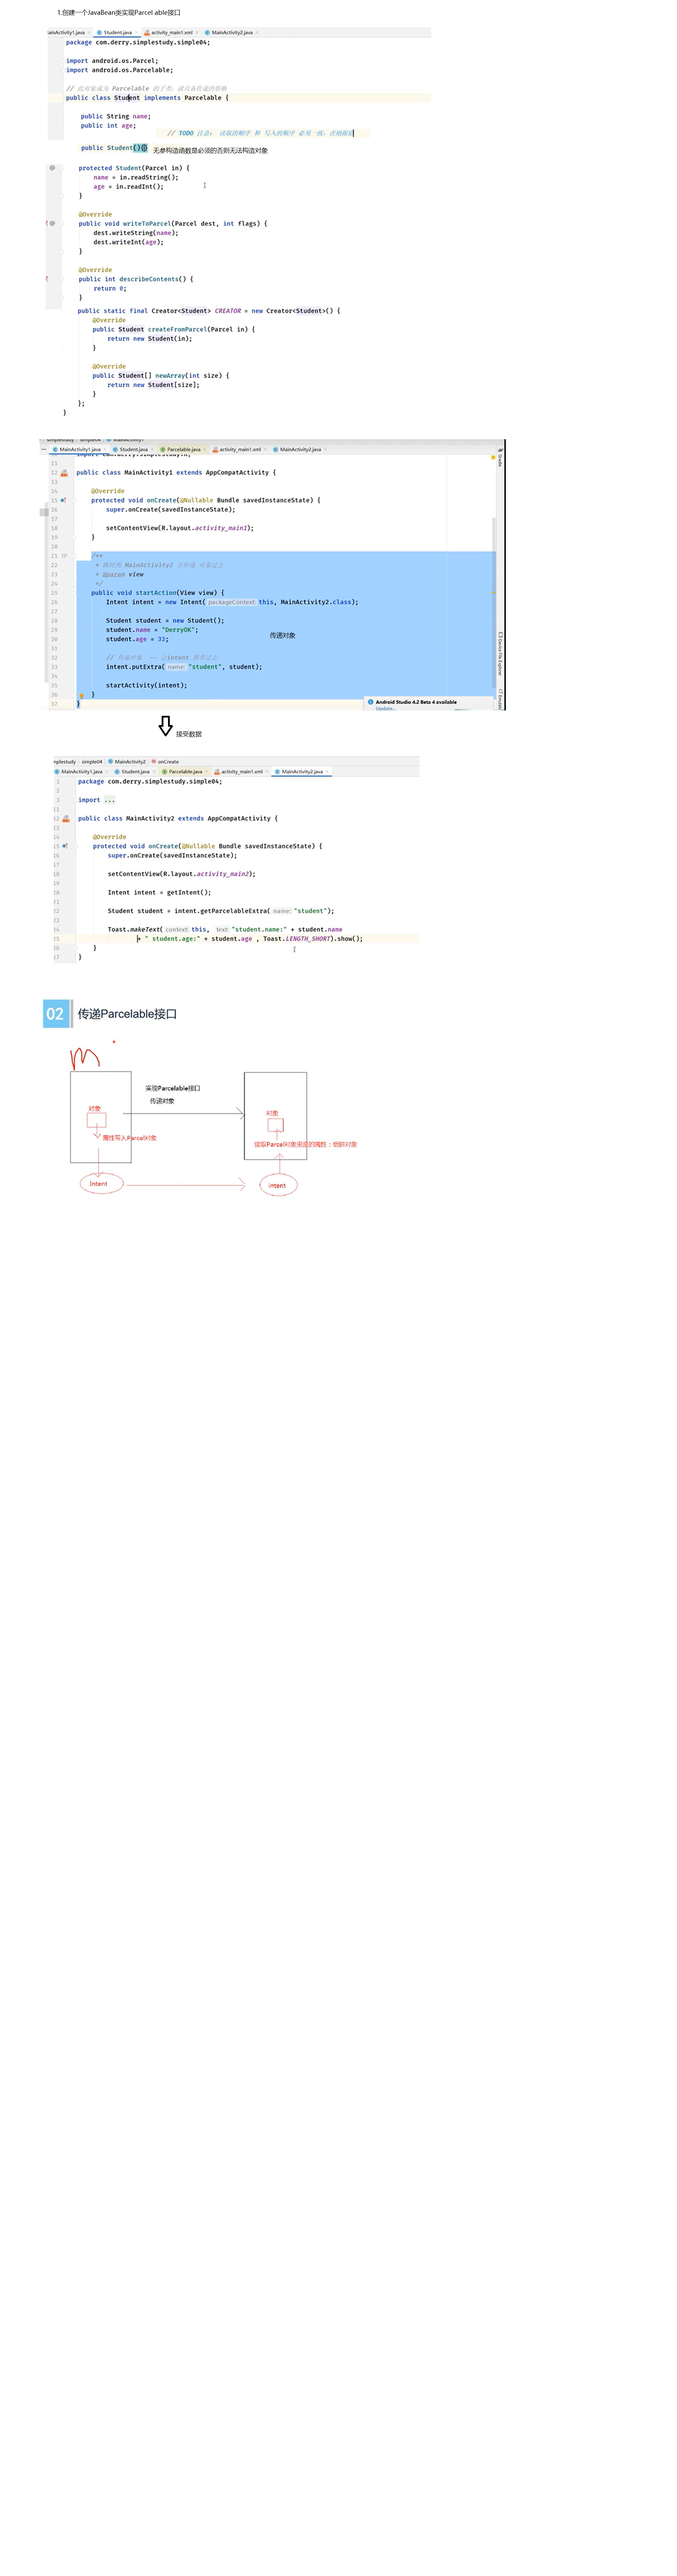 1.创建一个JavaBean类实现Parcel able接口
ainActivity1.java × Student.java × activity_main1.xml × MainActivity2.java ×
package com.derry.simplestudy.simple04;
import android.os.Parcel;
import android.os.Parcelable;
// 此对象成为 Parcelable 的子类，就具备传递的资格
public class Student implements Parcelable {
public String name;
public int age;
// TODO 注意： 读取的顺序 和 写入的顺序 必须一致，否则报错
public Student(){} 无参构造函数是必须的否则无法构造对象
protected Student(Parcel in) {
name = in.readString();
age = in.readInt();
}
@Override
public void writeToParcel(Parcel dest, int flags) {
dest.writeString(name);
dest.writeInt(age);
}
@Override
public int describeContents() {
return 0;
}
public static final Creator<Student> CREATOR = new Creator<Student>() {
@Override
public Student createFromParcel(Parcel in) {
return new Student(in);
}
@Override
public Student[] newArray(int size) {
return new Student[size];
}
};
}
simplestudy simple04 MainActivity1
MainActivity1.java × Student.java × Parcelable.java × activity_main1.xml × MainActivity2.java ×
Gradle
11
12 public class MainActivity1 extends AppCompatActivity {
13
14 @Override
15 protected void onCreate(@Nullable Bundle savedInstanceState) {
16 super.onCreate(savedInstanceState);
17
18 setContentView(R.layout.activity_main1);
19 }
20
21 /**
22 * 跳转到 MainActivity2 并传递 对象过去
23 * @param view
24 */
25 public void startAction(View view) {
26 Intent intent = new Intent( packageContext: this, MainActivity2.class);
27
28 Student student = new Student();
29 student.name = "DerryOK";
30 student.age = 33;
传递对象
31
32 // 传递对象 -- 让intent 携带过去
33 intent.putExtra( name: "student", student);
34
35 startActivity(intent);
36 }
37 }
Device File Explorer
Emulator
Android Studio 4.2 Beta 4 available
Update...
接受数据
nplestudy simple04 MainActivity2 onCreate
MainActivity1.java × Student.java × Parcelable.java × activity_main1.xml × MainActivity2.java ×
1 package com.derry.simplestudy.simple04;
2
3 import ...
11
12 public class MainActivity2 extends AppCompatActivity {
13
14 @Override
15 protected void onCreate(@Nullable Bundle savedInstanceState) {
16 super.onCreate(savedInstanceState);
17
18 setContentView(R.layout.activity_main2);
19
20 Intent intent = getIntent();
21
22 Student student = intent.getParcelableExtra( name: "student");
23
24 Toast.makeText( context: this, text: "student.name:" + student.name
25 + " student.age:" + student.age , Toast.LENGTH_SHORT).show();
26 }
27 }
02 传递Parcelable接口
m
实现Parcelable接口
传递对象
对象
对象
属性写入Parcel对象
读取Parcel对象里面的属性：创新对象
Intent
intent